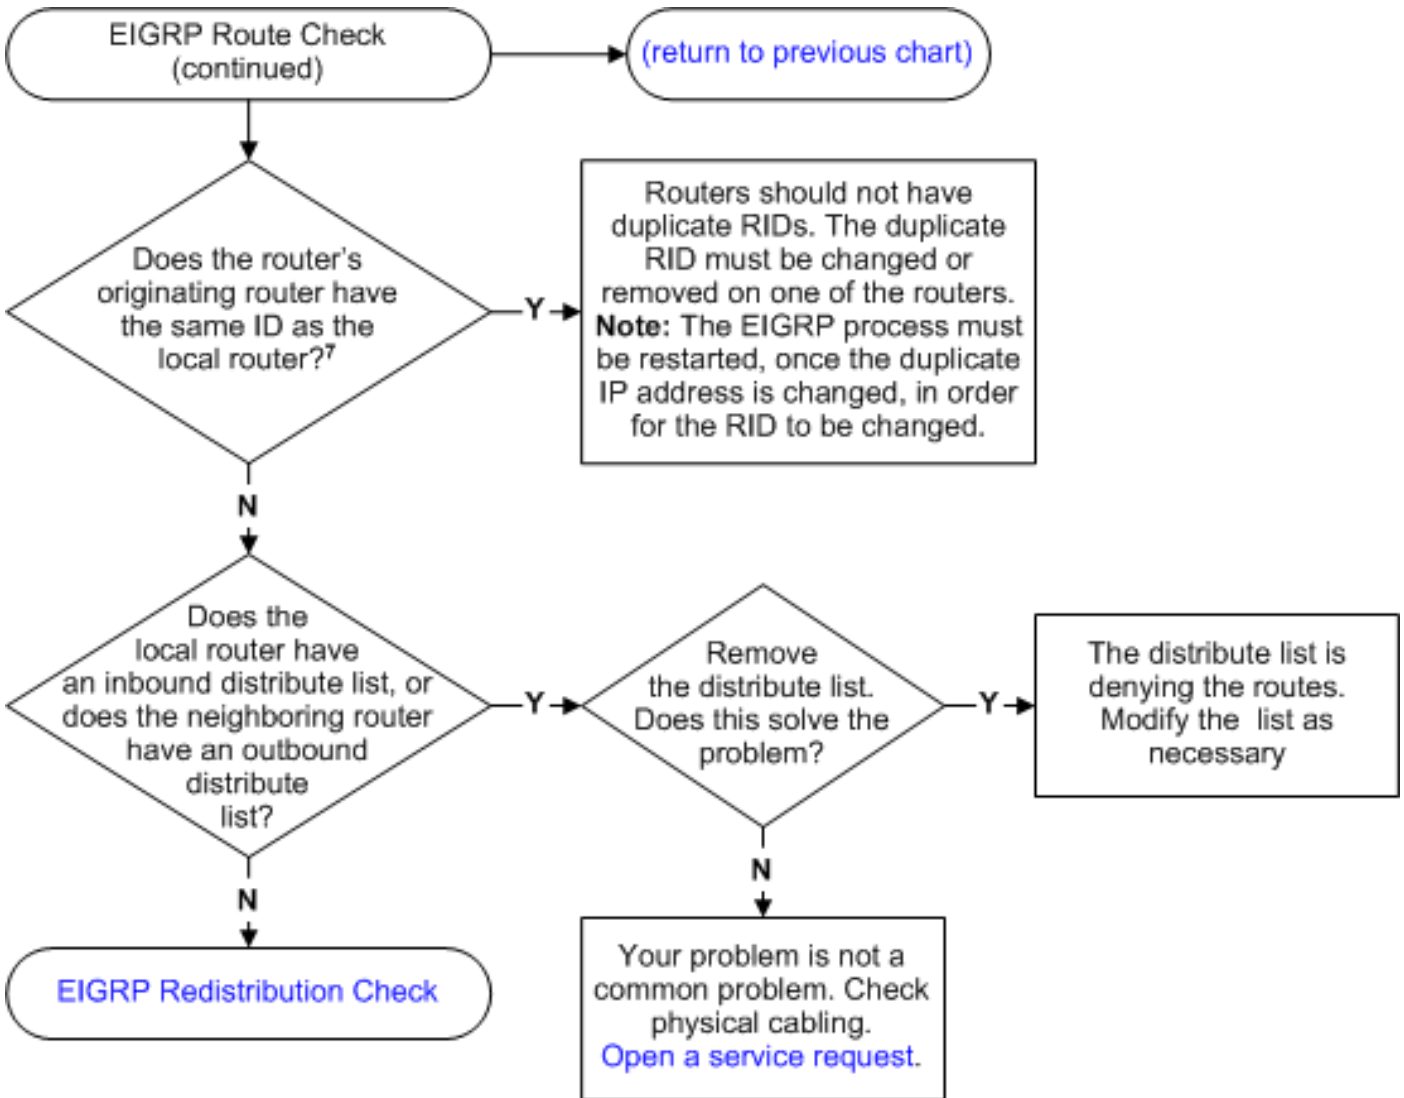 EIGRP Route Check
(continued)
(return to previous chart)
Does the router's
originating router have
the same ID as the
local router?⁷
Y
Routers should not have
duplicate RIDs. The duplicate
RID must be changed or
removed on one of the routers.
Note: The EIGRP process must
be restarted, once the duplicate
IP address is changed, in order
for the RID to be changed.
N
Does the
local router have
an inbound distribute list, or
does the neighboring router
have an outbound
distribute
list?
Y
Remove
the distribute list.
Does this solve the
problem?
Y
The distribute list is
denying the routes.
Modify the list as
necessary
N
EIGRP Redistribution Check
N
Your problem is not a
common problem. Check
physical cabling.
Open a service request.